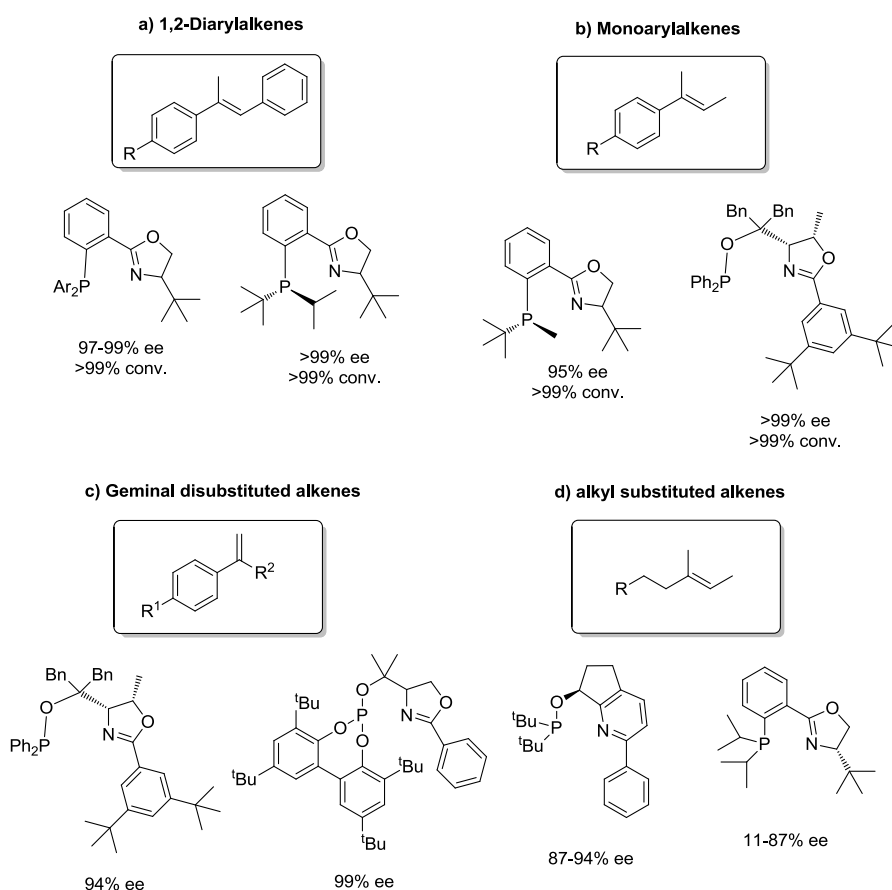 a) 1,2-Diarylalkenes
R
Ar₂P
N
O
97-99% ee
>99% conv.
P
N
O
>99% ee
>99% conv.
b) Monoarylalkenes
R
P
N
O
95% ee
>99% conv.
Bn
Bn
O
Ph₂P
N
O
>99% ee
>99% conv.
c) Geminal disubstituted alkenes
R¹
R²
Bn
Bn
O
Ph₂P
N
O
94% ee
ᵗBu
O
P
O
O
N
O
ᵗBu
ᵗBu
ᵗBu
99% ee
d) alkyl substituted alkenes
R
O
ᵗBu
P
ᵗBu
N
87-94% ee
P
N
O
11-87% ee